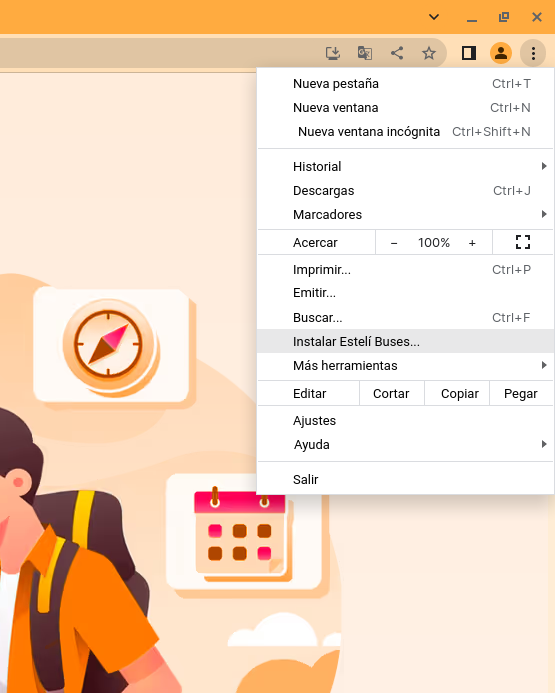 Nueva pestaña Ctrl+T
Nueva ventana Ctrl+N
Nueva ventana incógnita Ctrl+Shift+N
Historial
Descargas Ctrl+J
Marcadores
Acercar − 100% +
Imprimir... Ctrl+P
Emitir...
Buscar... Ctrl+F
Instalar Estelí Buses...
Más herramientas
Editar Cortar Copiar Pegar
Ajustes
Ayuda
Salir